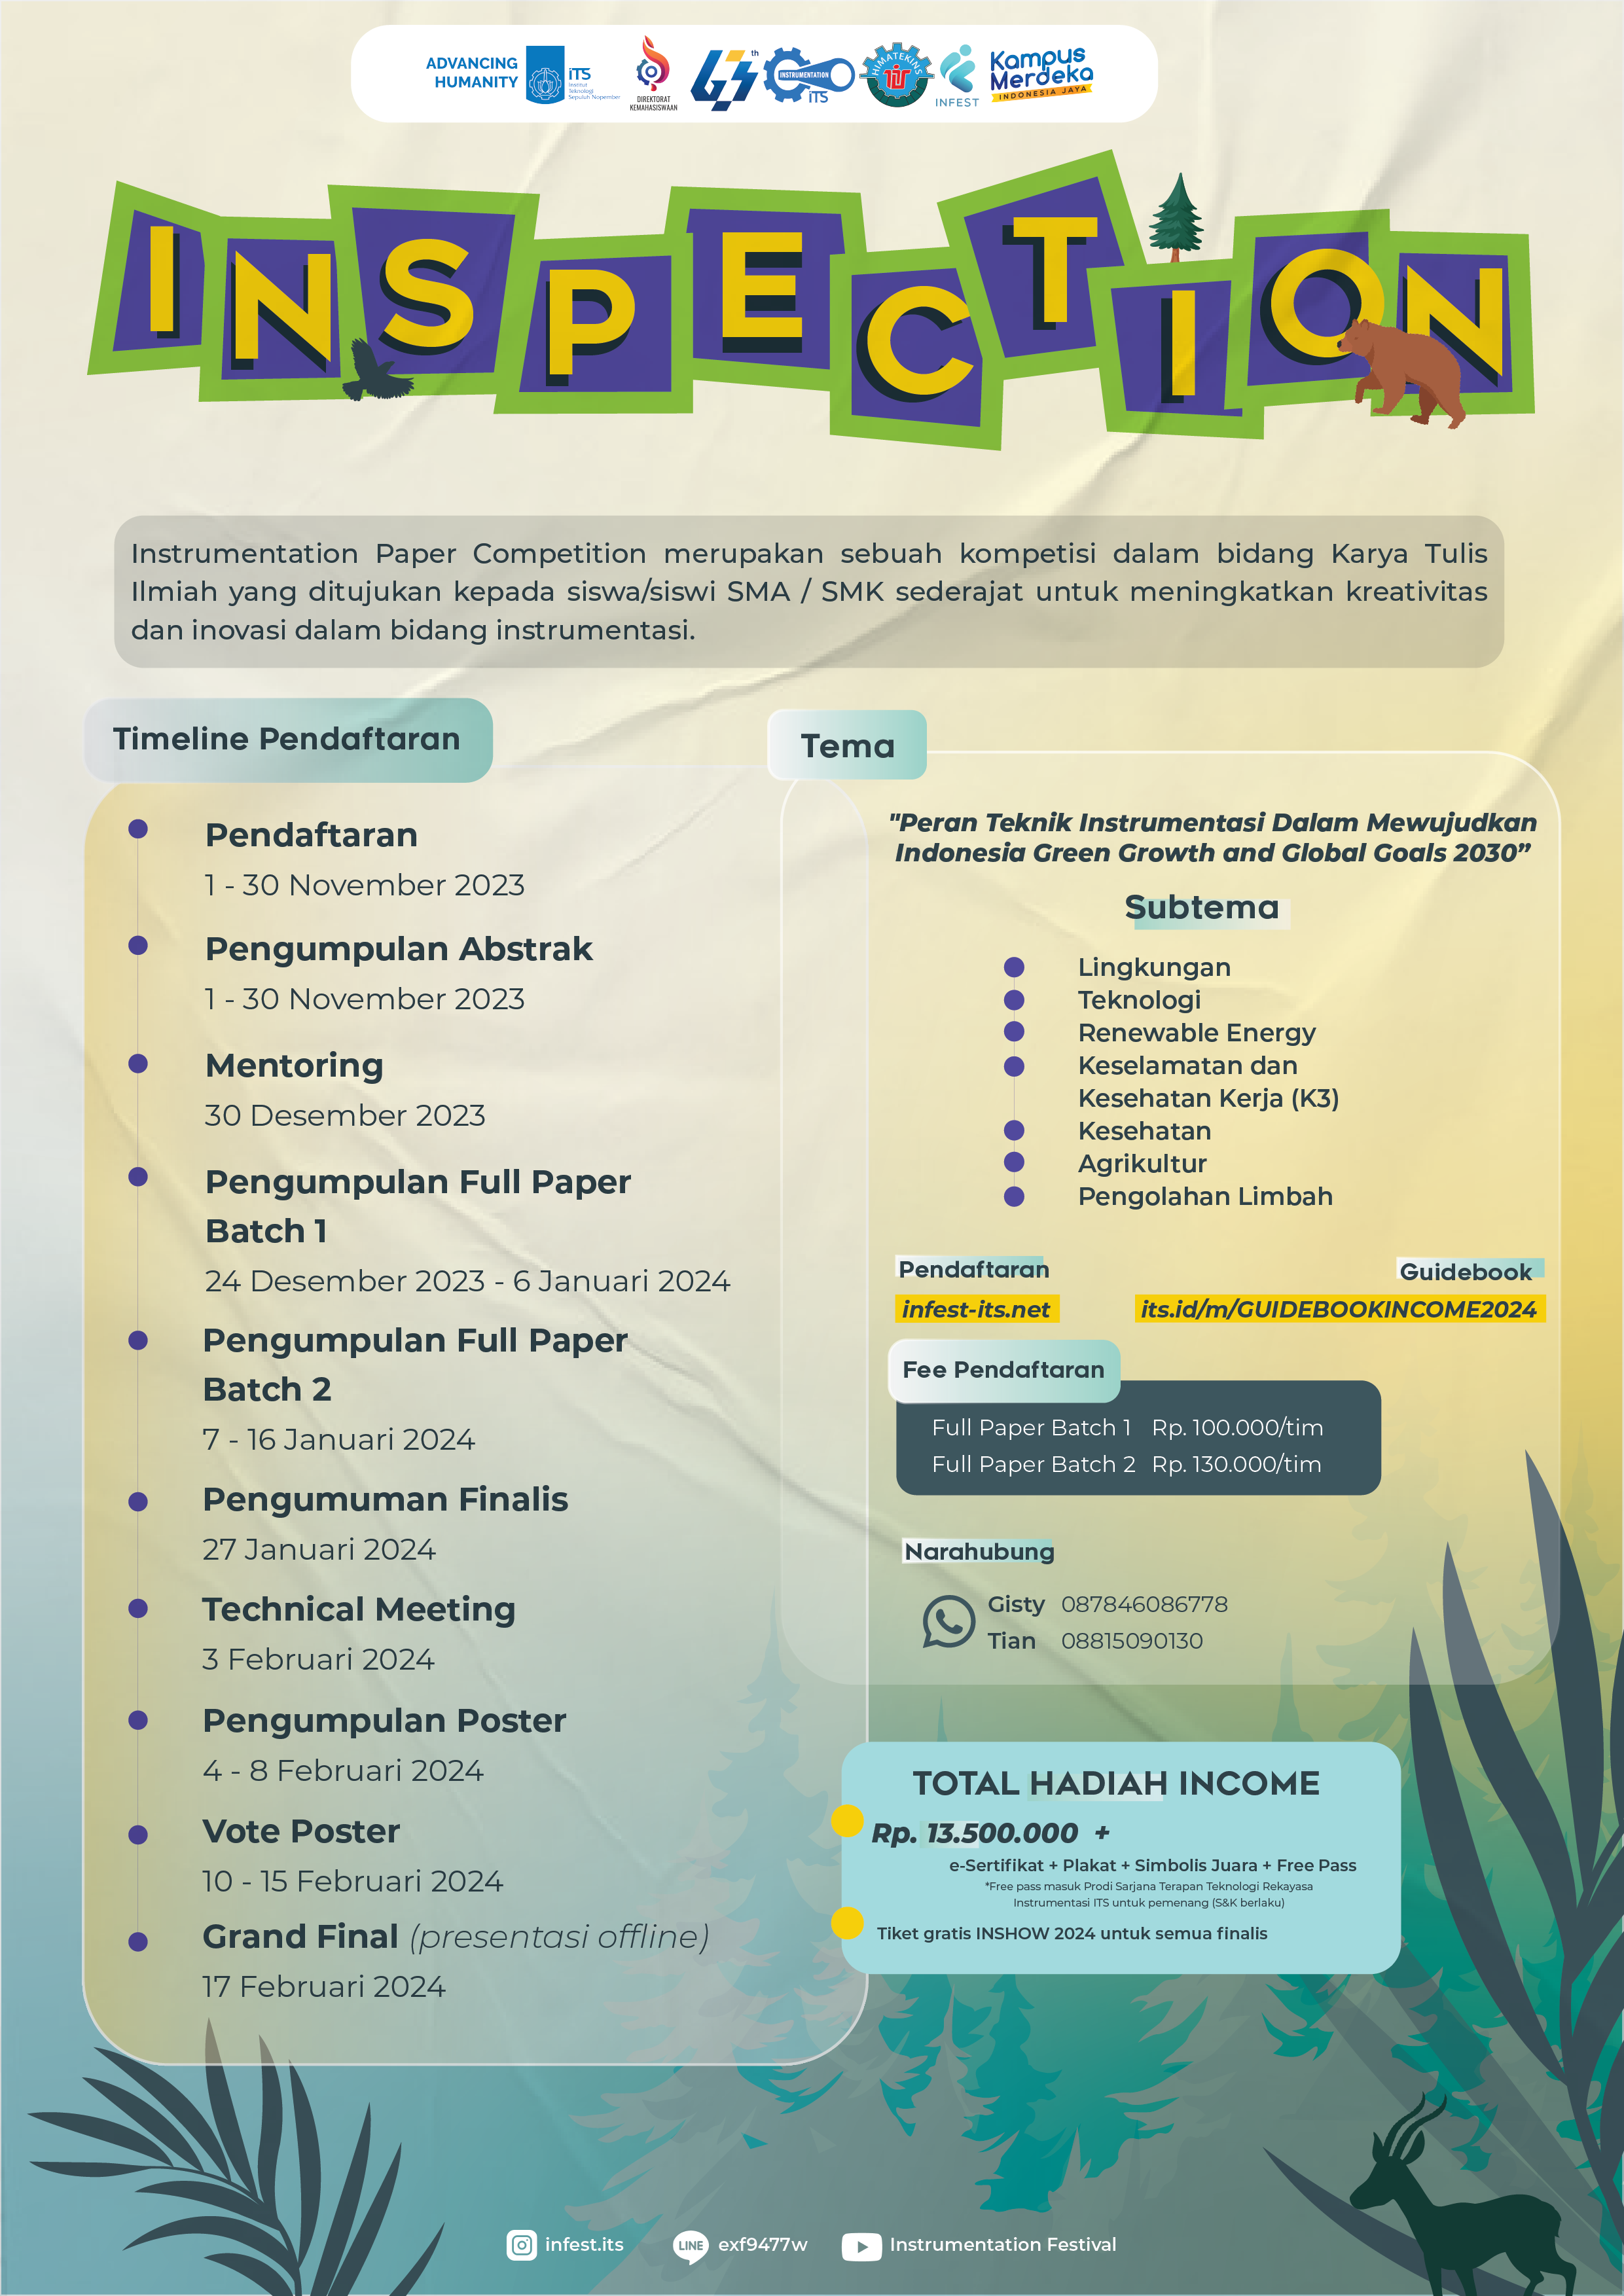 ADVANCING
HUMANITY
ITS
Institut
Teknologi
Sepuluh Nopember
DIREKTORAT
KEMAHASISWAAN
63th
INSTRUMENTATION
ITS
HIMATEKINS
INFEST
Kampus
Merdeka
INDONESIA JAYA
INSPECTION
Instrumentation Paper Competition merupakan sebuah kompetisi dalam bidang Karya Tulis
Ilmiah yang ditujukan kepada siswa/siswi SMA / SMK sederajat untuk meningkatkan kreativitas
dan inovasi dalam bidang instrumentasi.
Timeline Pendaftaran
Pendaftaran
1 - 30 November 2023
Pengumpulan Abstrak
1 - 30 November 2023
Mentoring
30 Desember 2023
Pengumpulan Full Paper
Batch 1
24 Desember 2023 - 6 Januari 2024
Pengumpulan Full Paper
Batch 2
7 - 16 Januari 2024
Pengumuman Finalis
27 Januari 2024
Technical Meeting
3 Februari 2024
Pengumpulan Poster
4 - 8 Februari 2024
Vote Poster
10 - 15 Februari 2024
Grand Final (presentasi offline)
17 Februari 2024
Tema
"Peran Teknik Instrumentasi Dalam Mewujudkan
Indonesia Green Growth and Global Goals 2030”
Subtema
Lingkungan
Teknologi
Renewable Energy
Keselamatan dan
Kesehatan Kerja (K3)
Kesehatan
Agrikultur
Pengolahan Limbah
Pendaftaran
infest-its.net
Guidebook
its.id/m/GUIDEBOOKINCOME2024
Fee Pendaftaran
Full Paper Batch 1 Rp. 100.000/tim
Full Paper Batch 2 Rp. 130.000/tim
Narahubung
Gisty 087846086778
Tian 08815090130
TOTAL HADIAH INCOME
Rp. 13.500.000 +
e-Sertifikat + Plakat + Simbolis Juara + Free Pass
*Free pass masuk Prodi Sarjana Terapan Teknologi Rekayasa
Instrumentasi ITS untuk pemenang (S&K berlaku)
Tiket gratis INSHOW 2024 untuk semua finalis
infest.its
LINE exf9477w
Instrumentation Festival